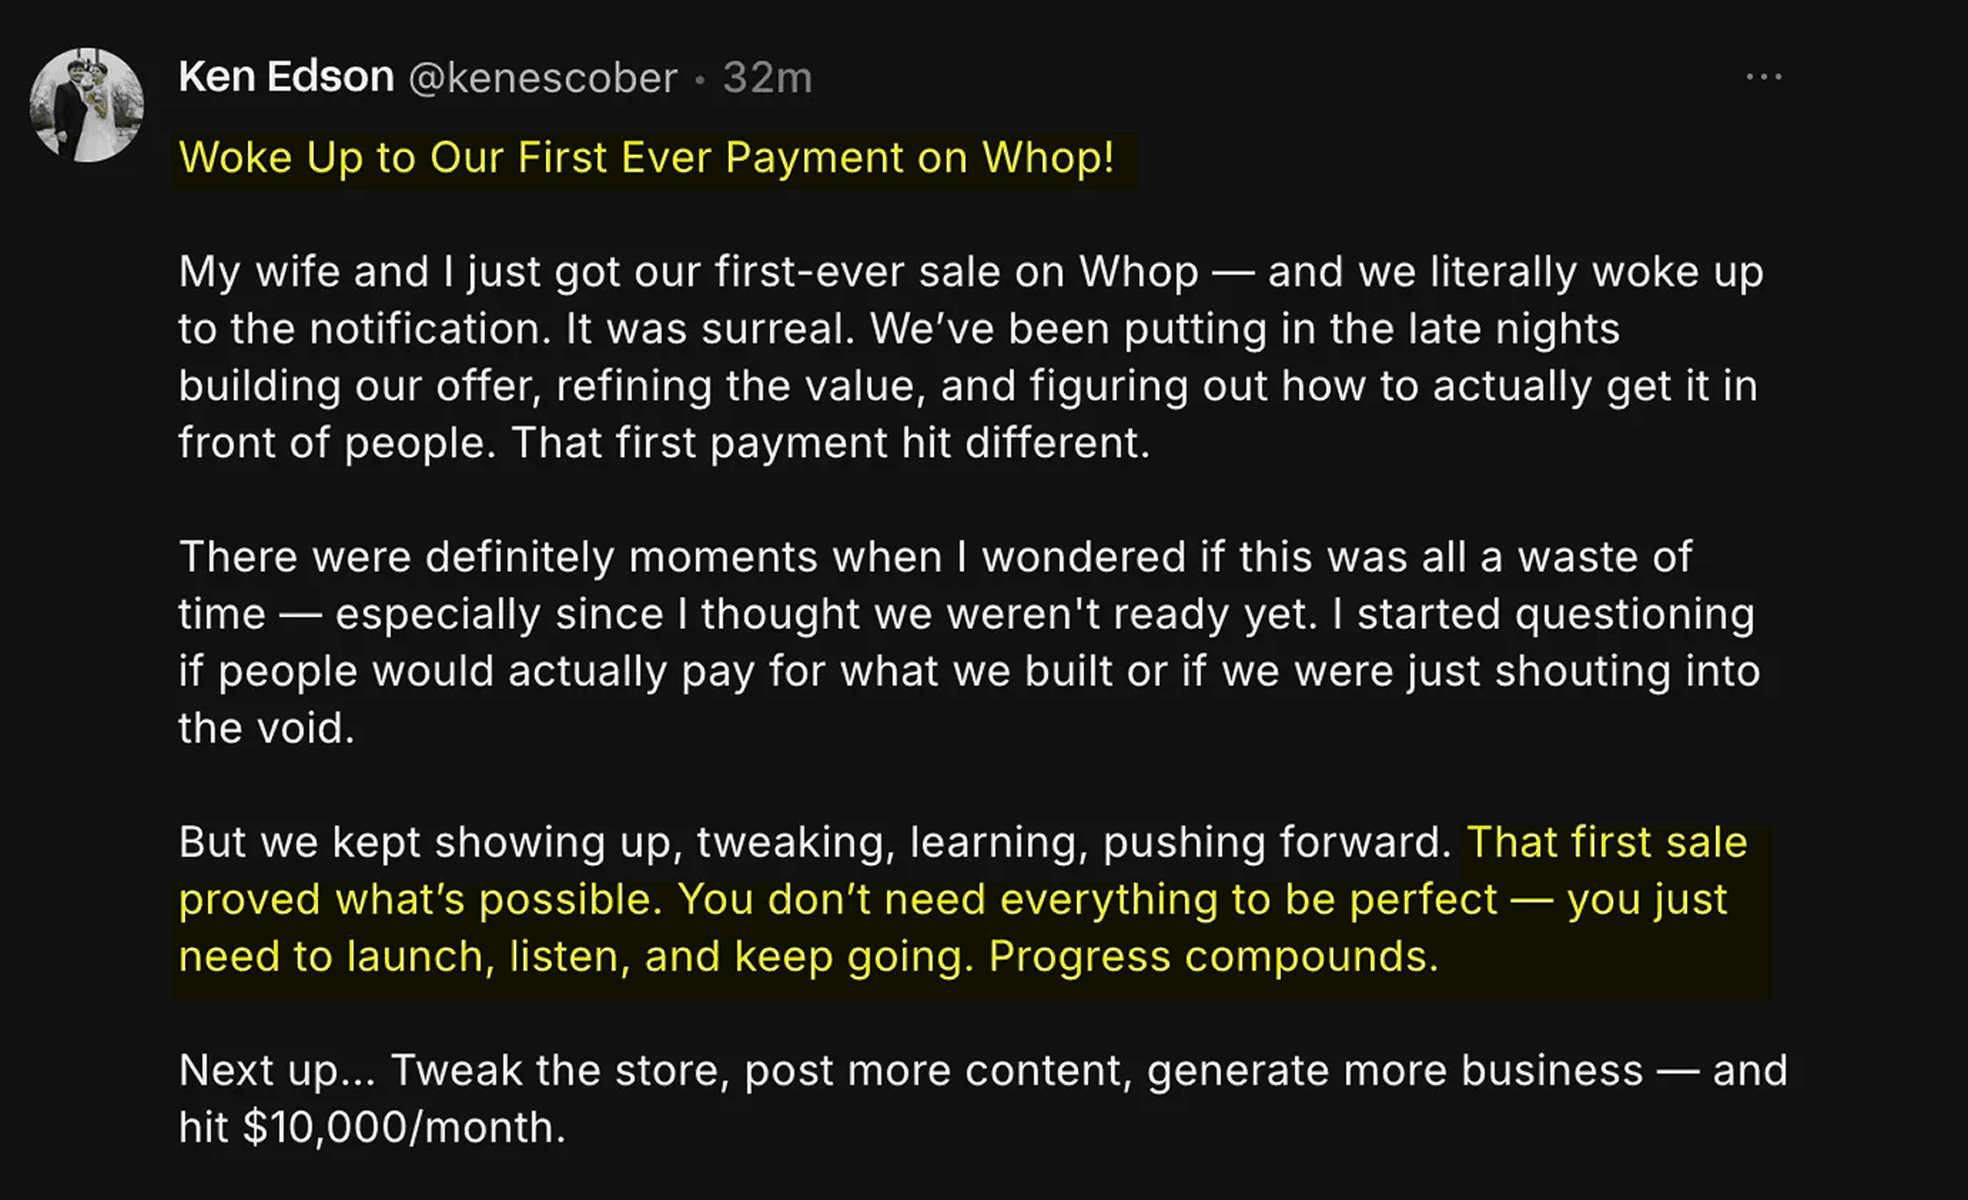 Ken Edson @kenescober • 32m
Woke Up to Our First Ever Payment on Whop!
My wife and I just got our first-ever sale on Whop — and we literally woke up
to the notification. It was surreal. We’ve been putting in the late nights
building our offer, refining the value, and figuring out how to actually get it in
front of people. That first payment hit different.
There were definitely moments when I wondered if this was all a waste of
time — especially since I thought we weren't ready yet. I started questioning
if people would actually pay for what we built or if we were just shouting into
the void.
But we kept showing up, tweaking, learning, pushing forward. That first sale
proved what’s possible. You don’t need everything to be perfect — you just
need to launch, listen, and keep going. Progress compounds.
Next up... Tweak the store, post more content, generate more business — and
hit $10,000/month.